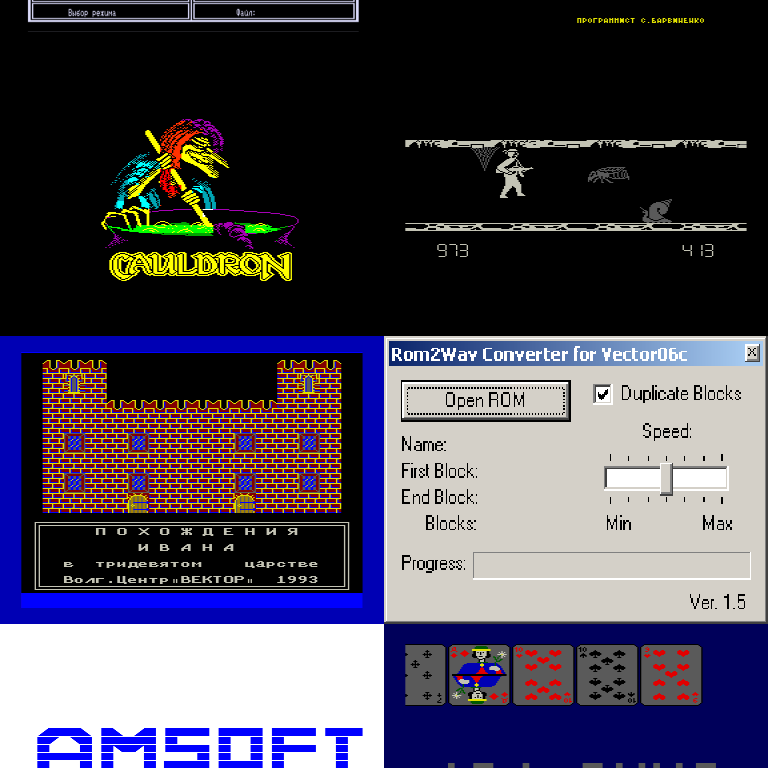 Выбор режима
Файл:
ПРОГРАММИСТ С.БАРВИНЕНКО
CAULDRON
973
413
ПОХОЖДЕНИЯ
ИВАНА
в тридевятом царстве
Волг.Центр "ВЕКТОР" 1993
Rom2Wav Converter for Vector06c
Open ROM
Duplicate Blocks
Name:
Speed:
First Block:
End Block:
Blocks:
Min
Max
Progress:
Ver. 1.5
AMSOFT